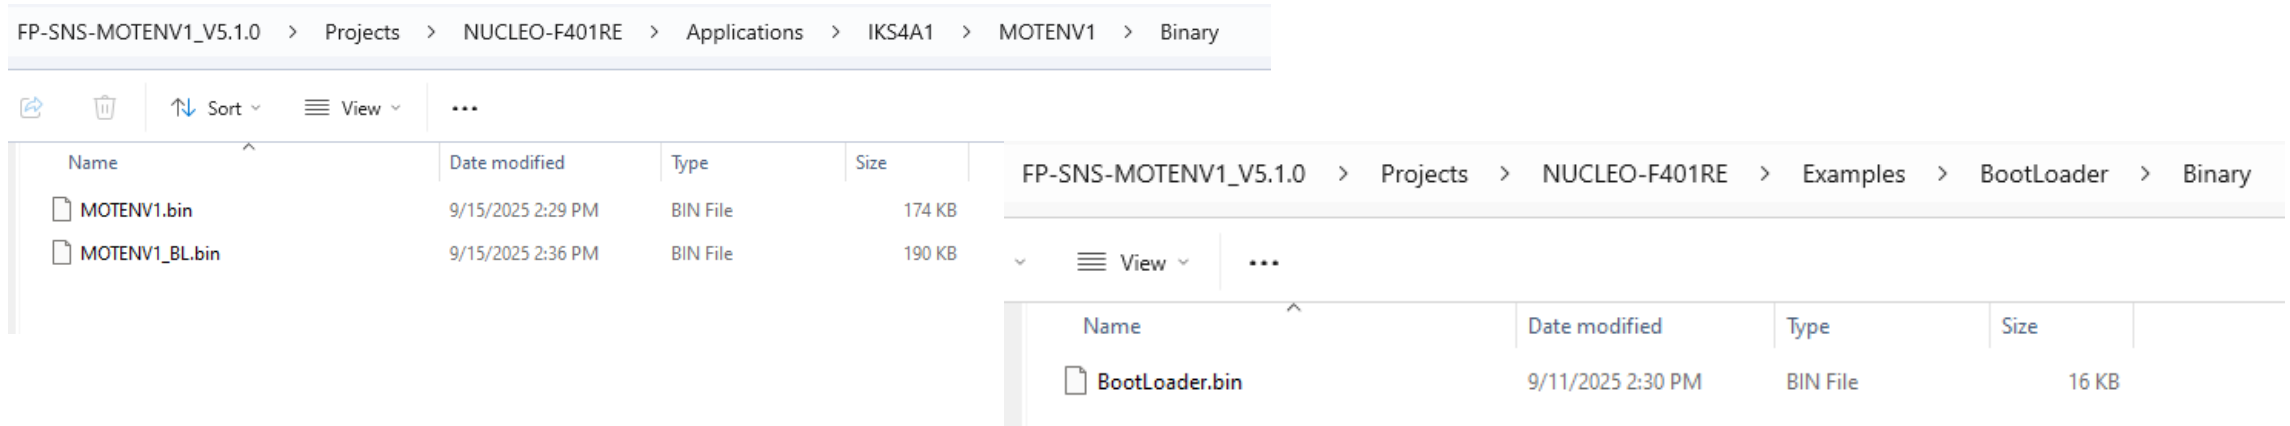 FP-SNS-MOTENV1_V5.1.0 > Projects > NUCLEO-F401RE > Applications > IKS4A1 > MOTENV1 > Binary
Sort View ...
Name Date modified Type Size
MOTENV1.bin 9/15/2025 2:29 PM BIN File 174 KB
MOTENV1_BL.bin 9/15/2025 2:36 PM BIN File 190 KB
FP-SNS-MOTENV1_V5.1.0 > Projects > NUCLEO-F401RE > Examples > BootLoader > Binary
View ...
Name Date modified Type Size
BootLoader.bin 9/11/2025 2:30 PM BIN File 16 KB